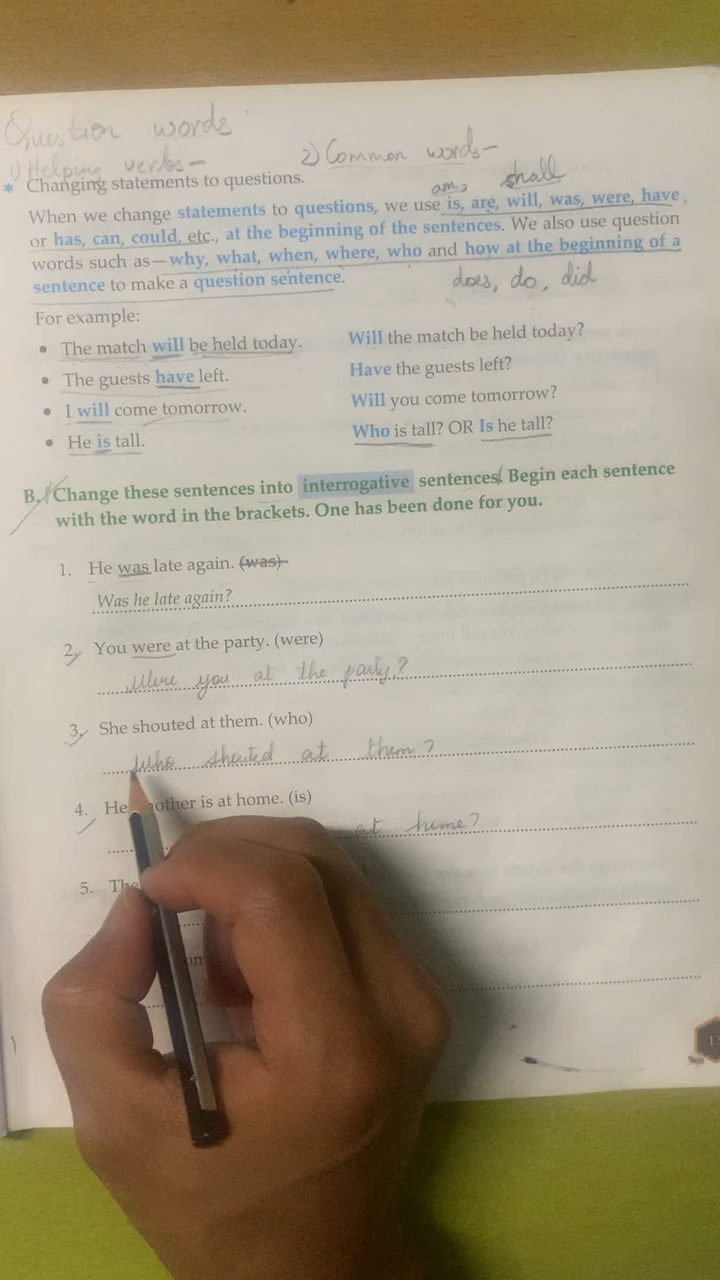 Question words
1) Helping verbs -
2) Common words -
* Changing statements to questions.
am, shall
When we change statements to questions, we use is, are, will, was, were, have,
or has, can, could, etc., at the beginning of the sentences. We also use question
words such as—why, what, when, where, who and how at the beginning of a
sentence to make a question sentence.
does, do, did
For example:
• The match will be held today. Will the match be held today?
• The guests have left. Have the guests left?
• I will come tomorrow. Will you come tomorrow?
• He is tall. Who is tall? OR Is he tall?
B. Change these sentences into interrogative sentences. Begin each sentence
with the word in the brackets. One has been done for you.
1. He was late again. (was)
Was he late again?
2. You were at the party. (were)
Were you at the party?
3. She shouted at them. (who)
Who shouted at them?
4. He is at home. (is)
at home?
5. The